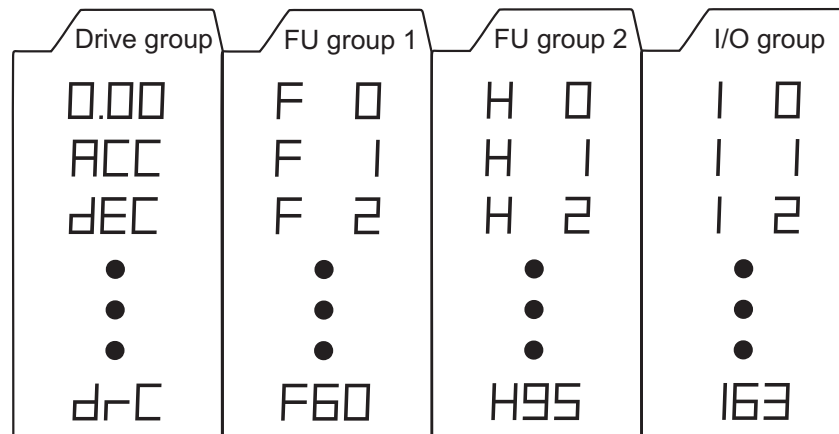 Drive group FU group 1 FU group 2 I/O group
0.00 F 0 H 0 I 0
ACC F 1 H 1 I 1
dEC F 2 H 2 I 2
drC F60 H95 I63